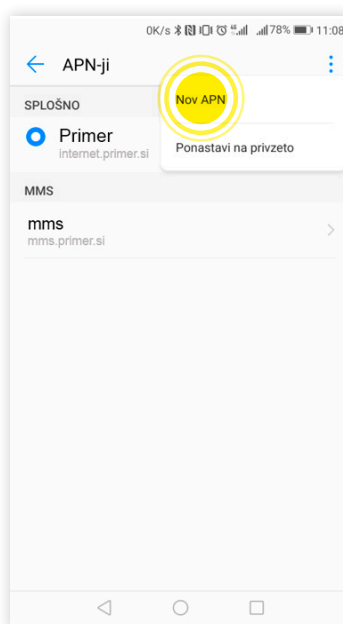 0K/s 78% 11:08
APN-ji
Nov APN
SPLOŠNO
Primer
internet.primer.si
Ponastavi na privzeto
MMS
mms
mms.primer.si